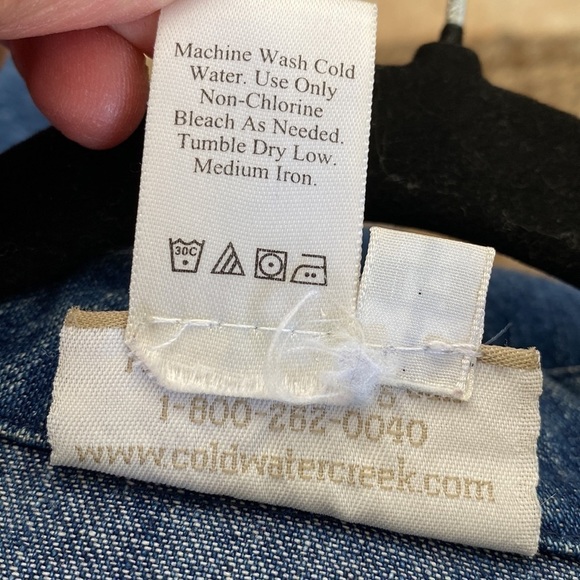 Machine Wash Cold
Water. Use Only
Non-Chlorine
Bleach As Needed.
Tumble Dry Low.
Medium Iron.
30C
1-800-262-0040
www.coldwatercreek.com